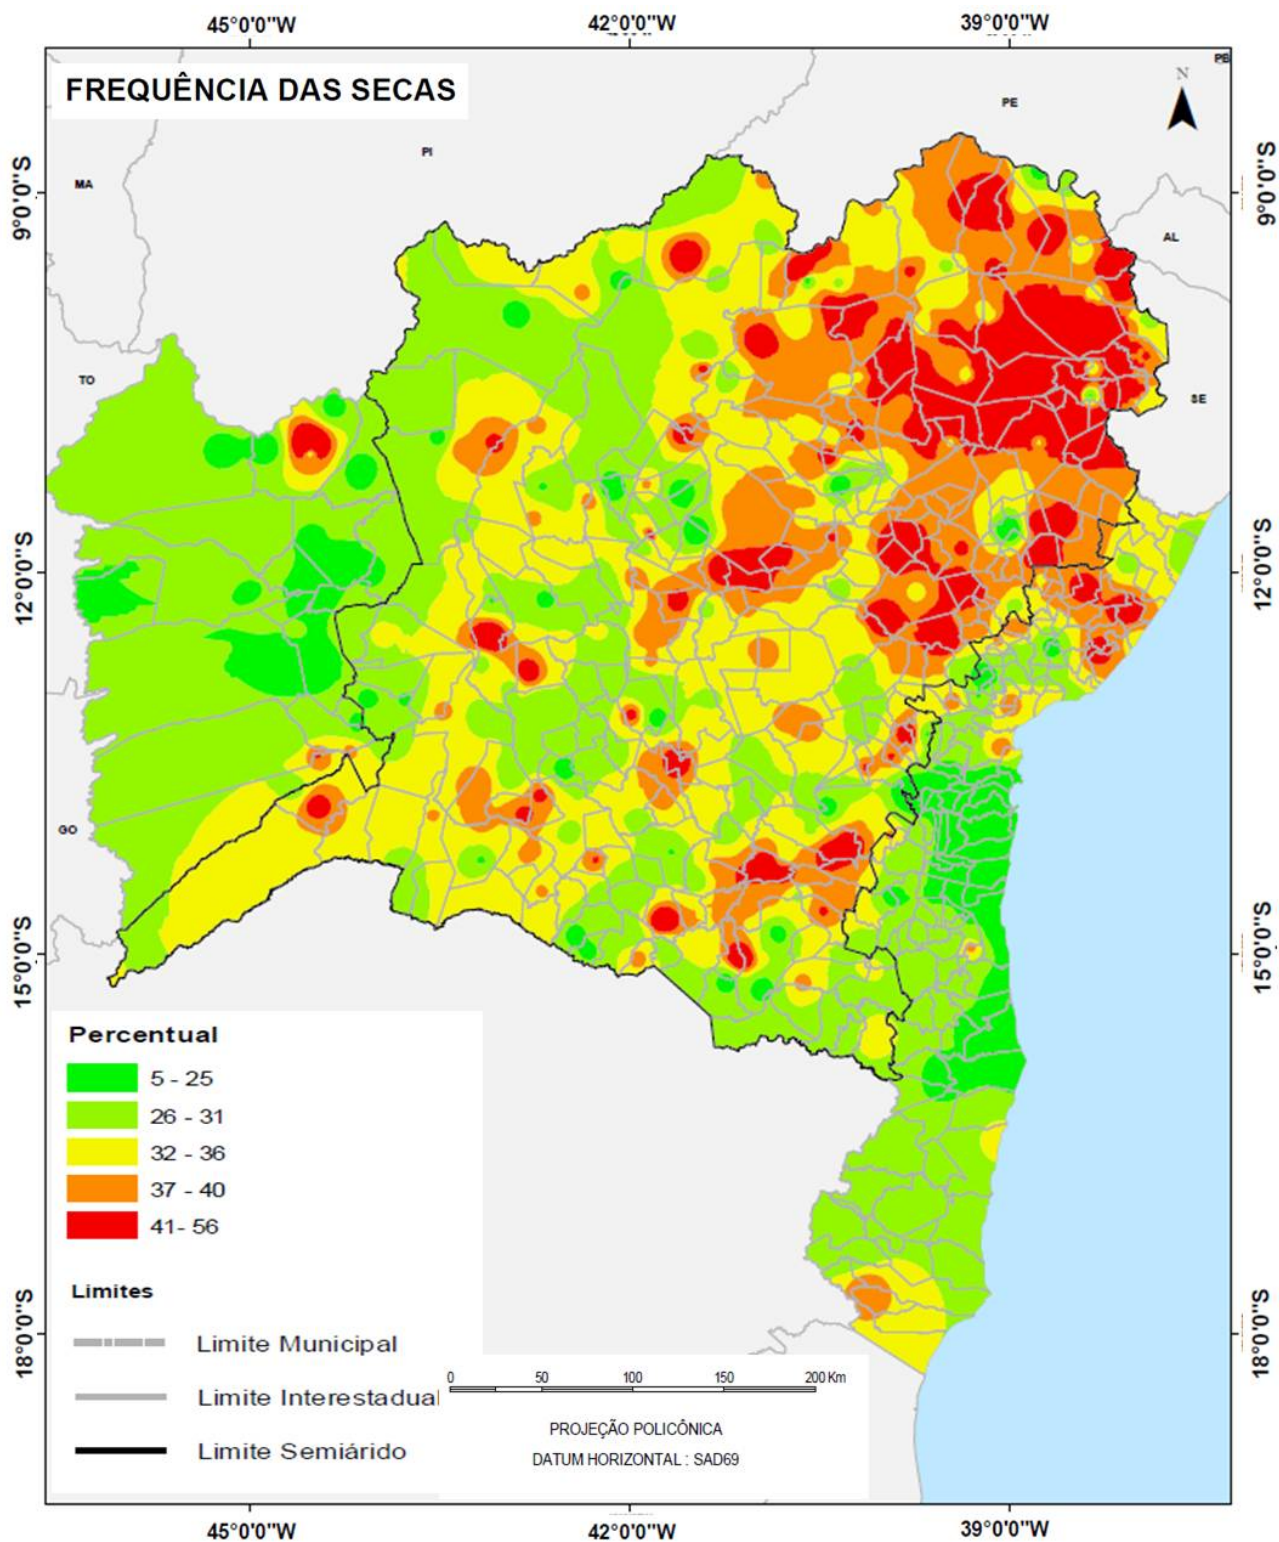 45°0'0"W
42°0'0"W
39°0'0"W
FREQUÊNCIA DAS SECAS
PB
N
PE
PI
MA
9°0'0"S
9°0'0"S
AL
TO
SE
12°0'0"S
12°0'0"S
GO
15°0'0"S
15°0'0"S
Percentual
5 - 25
26 - 31
32 - 36
37 - 40
41- 56
Limites
Limite Municipal
Limite Interestadual
Limite Semiárido
18°0'0"S
18°0'0"S
0 50 100 150 200 Km
PROJEÇÃO POLICÔNICA
DATUM HORIZONTAL : SAD69
45°0'0"W
42°0'0"W
39°0'0"W